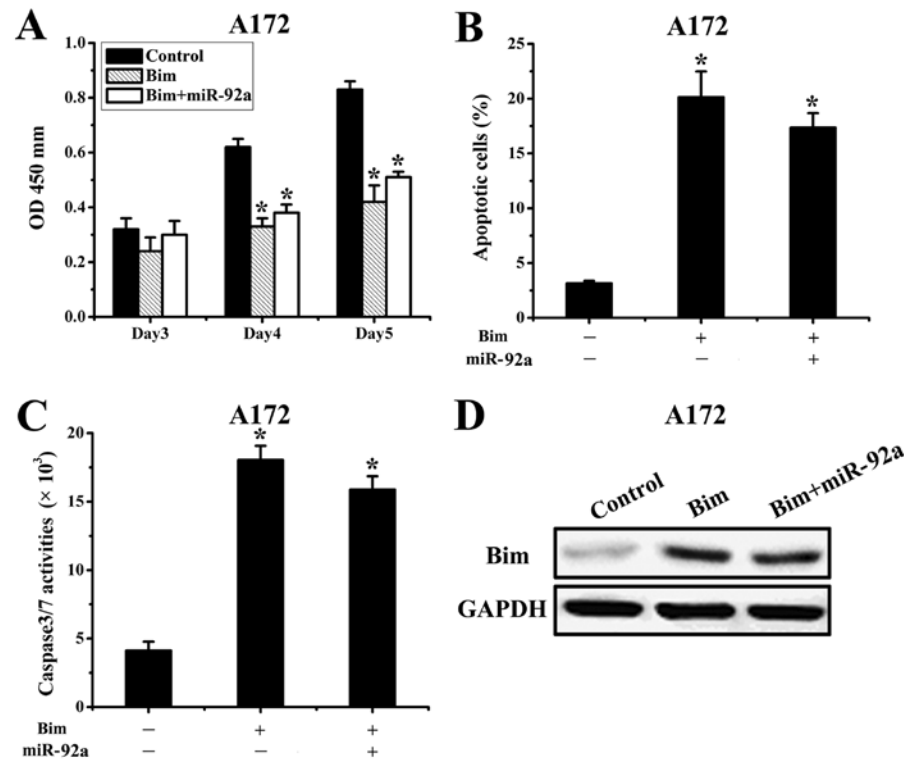 A
A172
Control
Bim
Bim+miR-92a
OD 450 mm
1.0
0.8
0.6
0.4
0.2
0.0
* *
* *
Day3 Day4 Day5
B
A172
Apoptotic cells (%)
25
20
15
10
5
0
*
*
Bim − + +
miR-92a − − +
C
A172
Caspase3/7 activities (× 10³)
20
15
10
5
0
*
*
Bim − + +
miR-92a − − +
D
A172
Control Bim Bim+miR-92a
Bim
GAPDH